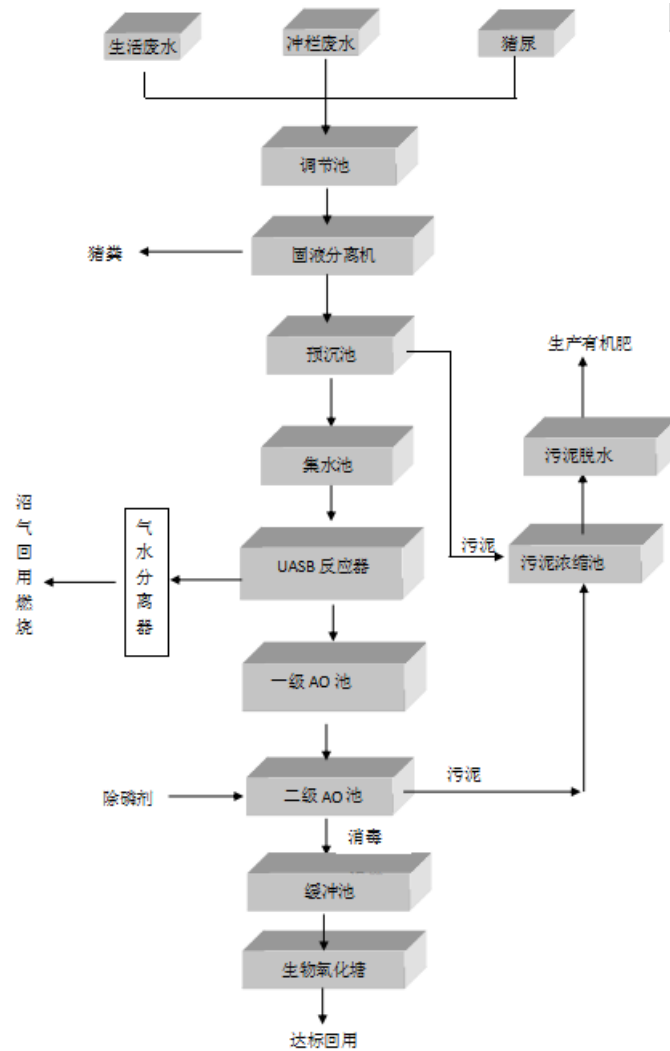 生活废水
冲栏废水
猪尿
调节池
猪粪
固液分离机
预沉池
生产有机肥
污泥脱水
集水池
沼气回用燃烧
气水分离器
UASB 反应器
污泥
污泥浓缩池
一级 AO 池
污泥
除磷剂
二级 AO 池
消毒
缓冲池
生物氧化塘
达标回用